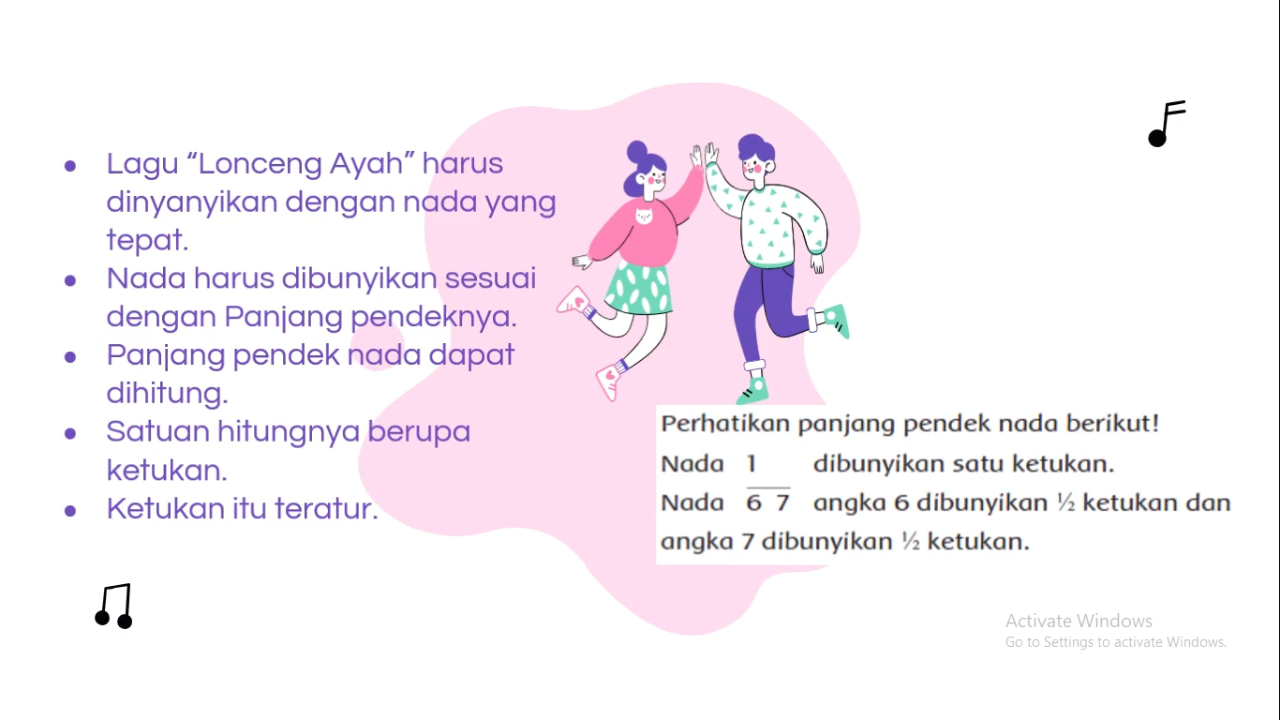 ● Lagu “Lonceng Ayah” harus
dinyanyikan dengan nada yang
tepat.
● Nada harus dibunyikan sesuai
dengan Panjang pendeknya.
● Panjang pendek nada dapat
dihitung.
● Satuan hitungnya berupa
ketukan.
● Ketukan itu teratur.
Perhatikan panjang pendek nada berikut!
Nada 1 dibunyikan satu ketukan.
Nada 6̅ 7̅ angka 6 dibunyikan ½ ketukan dan
angka 7 dibunyikan ½ ketukan.
Activate Windows
Go to Settings to activate Windows.